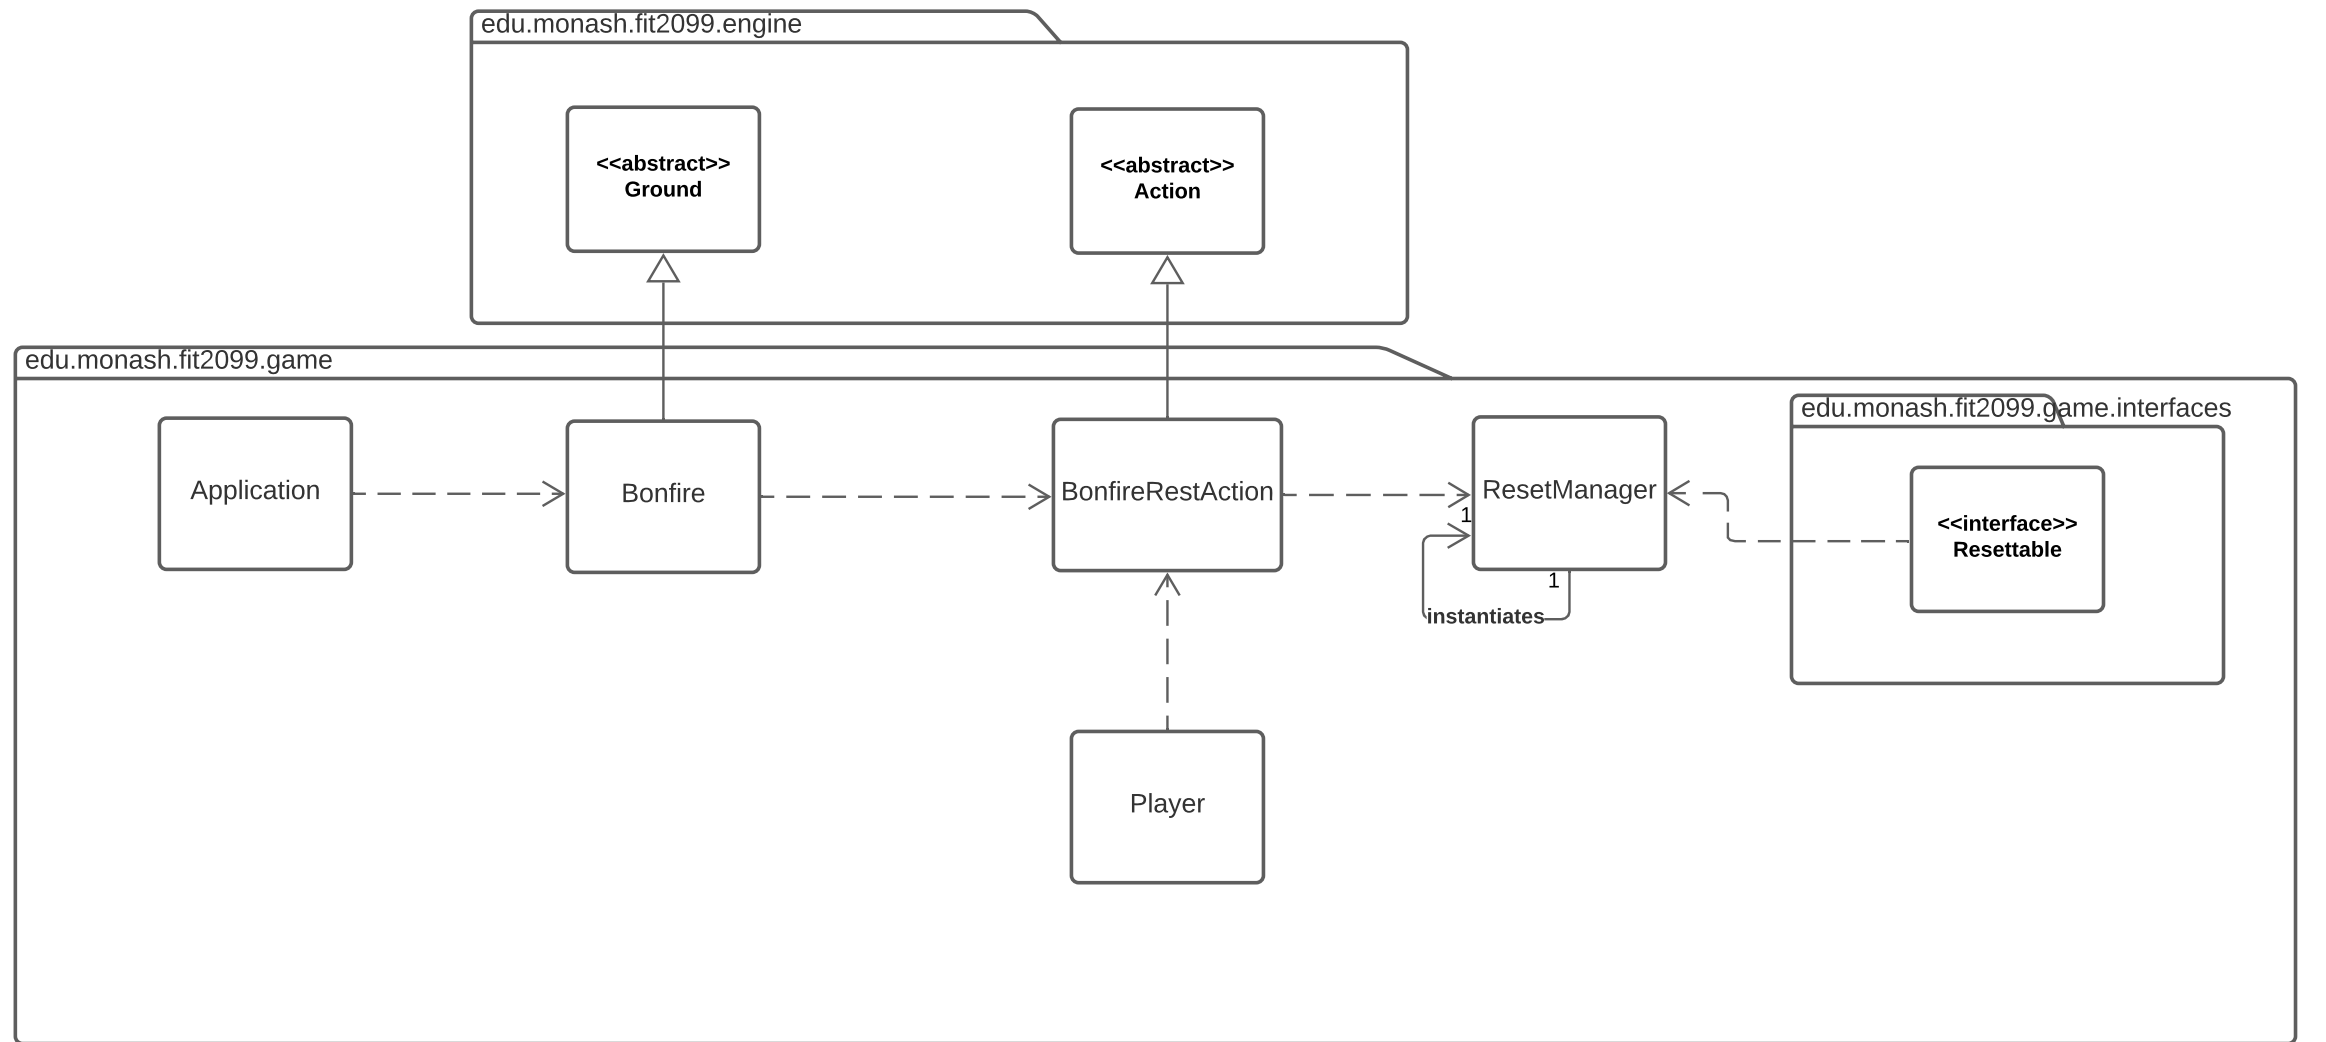 edu.monash.fit2099.engine
<<abstract>>
Ground
<<abstract>>
Action
edu.monash.fit2099.game
edu.monash.fit2099.game.interfaces
Application
Bonfire
BonfireRestAction
ResetManager
1
<<interface>>
Resettable
1
instantiates
Player